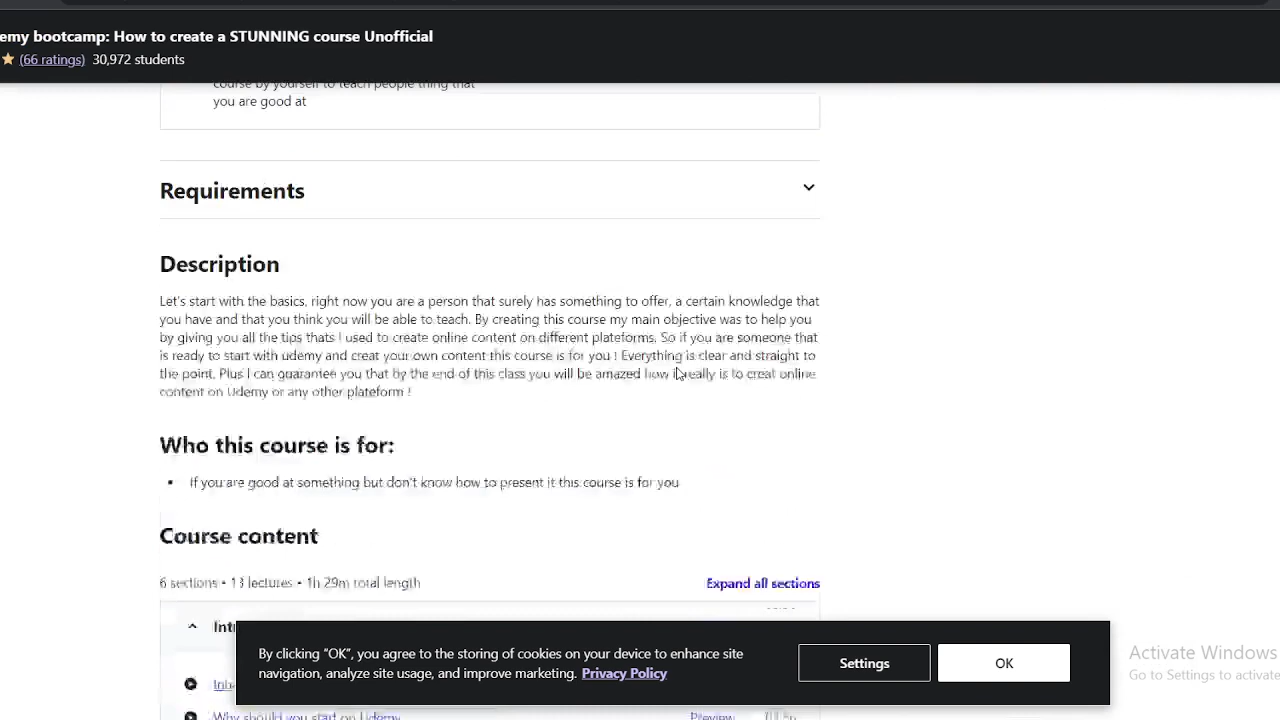 emy bootcamp: How to create a STUNNING course Unofficial
(66 ratings) 30,972 students
course by yourself to teach people thing that
you are good at
Requirements
Description
Let's start with the basics, right now you are a person that surely has something to offer, a certain knowledge that
you have and that you think you will be able to teach. By creating this course my main objective was to help you
by giving you all the tips thats I used to create online content on different plateforms. So if you are someone that
is ready to start with udemy and creat your own content this course is for you ! Everything is clear and straight to
the point. Plus I can guarantee you that by the end of this class you will be amazed how it really is to creat online
content on Udemy or any other plateform !
Who this course is for:
• If you are good at something but don't know how to present it this course is for you
Course content
6 sections • 13 lectures • 1h 29m total length
Expand all sections
Int
By clicking “OK”, you agree to the storing of cookies on your device to enhance site
navigation, analyze site usage, and improve marketing. Privacy Policy
Settings
OK
Activate Windows
Go to Settings to activate
Why should you start on Udemy
Preview